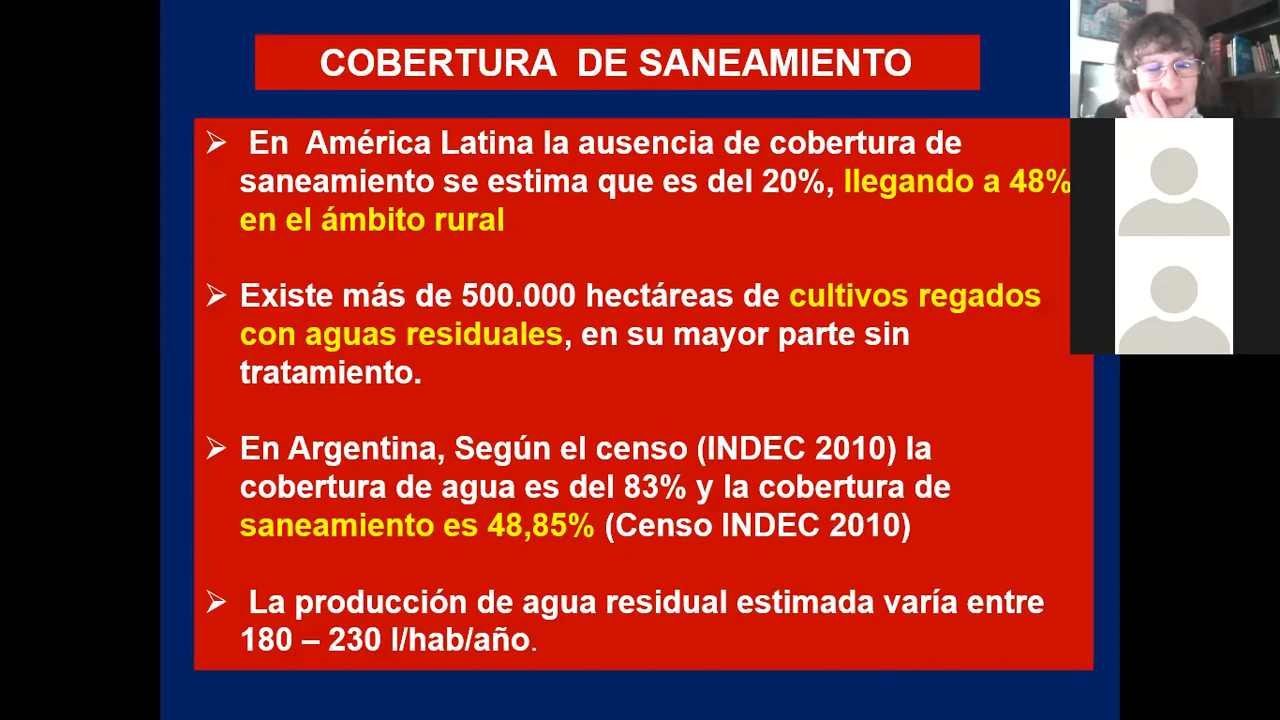 COBERTURA DE SANEAMIENTO
➢ En América Latina la ausencia de cobertura de
saneamiento se estima que es del 20%, llegando a 48%
en el ámbito rural
➢ Existe más de 500.000 hectáreas de cultivos regados
con aguas residuales, en su mayor parte sin
tratamiento.
➢ En Argentina, Según el censo (INDEC 2010) la
cobertura de agua es del 83% y la cobertura de
saneamiento es 48,85% (Censo INDEC 2010)
➢ La producción de agua residual estimada varía entre
180 – 230 l/hab/año.